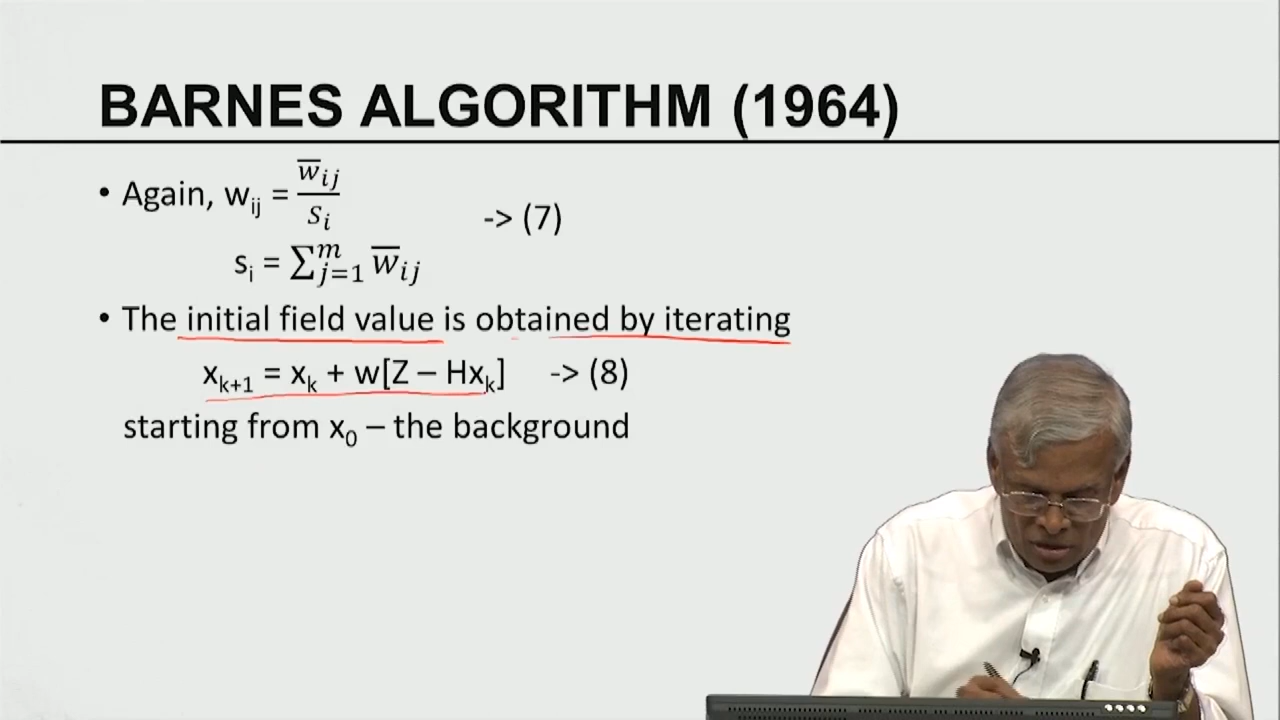 BARNES ALGORITHM (1964)
• Again, w_ij = w̅_ij / s_i -> (7)
s_i = ∑_{j=1}^{m} w̅_ij
• The initial field value is obtained by iterating
x_{k+1} = x_k + w[Z – Hx_k] -> (8)
starting from x_0 – the background